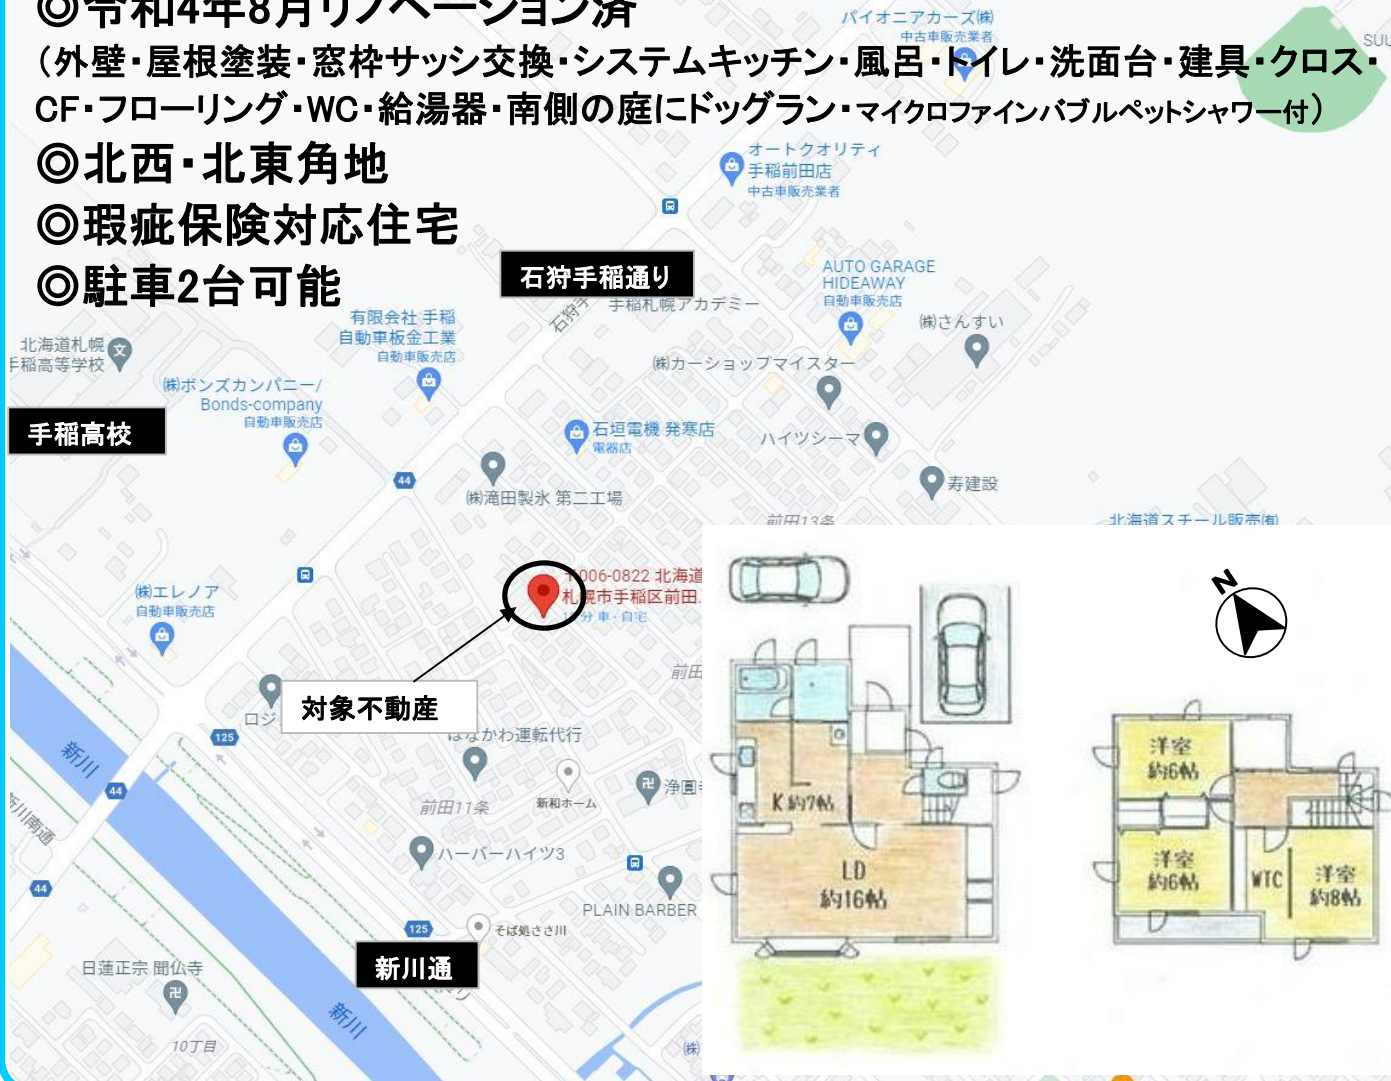 ◎令和4年8月リノベーション済
（外壁・屋根塗装・窓枠サッシ交換・システムキッチン・風呂・トイレ・洗面台・建具・クロス・
CF・フローリング・WC・給湯器・南側の庭にドッグラン・マイクロファインバブルペットシャワー付）
◎北西・北東角地
◎瑕疵保険対応住宅
◎駐車2台可能
パイオニアカーズ㈱
中古車販売業者
オートクオリティ
手稲前田店
中古車販売業者
石狩手稲通り
手稲札幌アカデミー
AUTO GARAGE
HIDEAWAY
自動車販売店
㈱さんすい
有限会社 手稲
自動車板金工業
自動車販売店
北海道札幌
手稲高等学校
文
㈱カーショップマイスター
㈱ボンズカンパニー/
Bonds-company
自動車販売店
手稲高校
石垣電機 発寒店
電器店
ハイツシーマ
44
㈱滝田製氷 第二工場
寿建設
前田13条
北海道スチール販売㈲
〒006-0822 北海道
札幌市手稲区前田
分 車・自宅
㈱エレノア
自動車販売店
対象不動産
ロジ
125
はなかわ運転代行
前田
新川
44
前田11条
新和ホーム
卍
浄圓寺
新川南通
ハーバーハイツ3
44
PLAIN BARBER
125
そば処ささ川
新川通
日蓮正宗 聞仏寺
卍
新川
10丁目
㈱
N
K 約7帖
LD
約16帖
洋室
約6帖
洋室
約6帖
WTC
洋室
約8帖